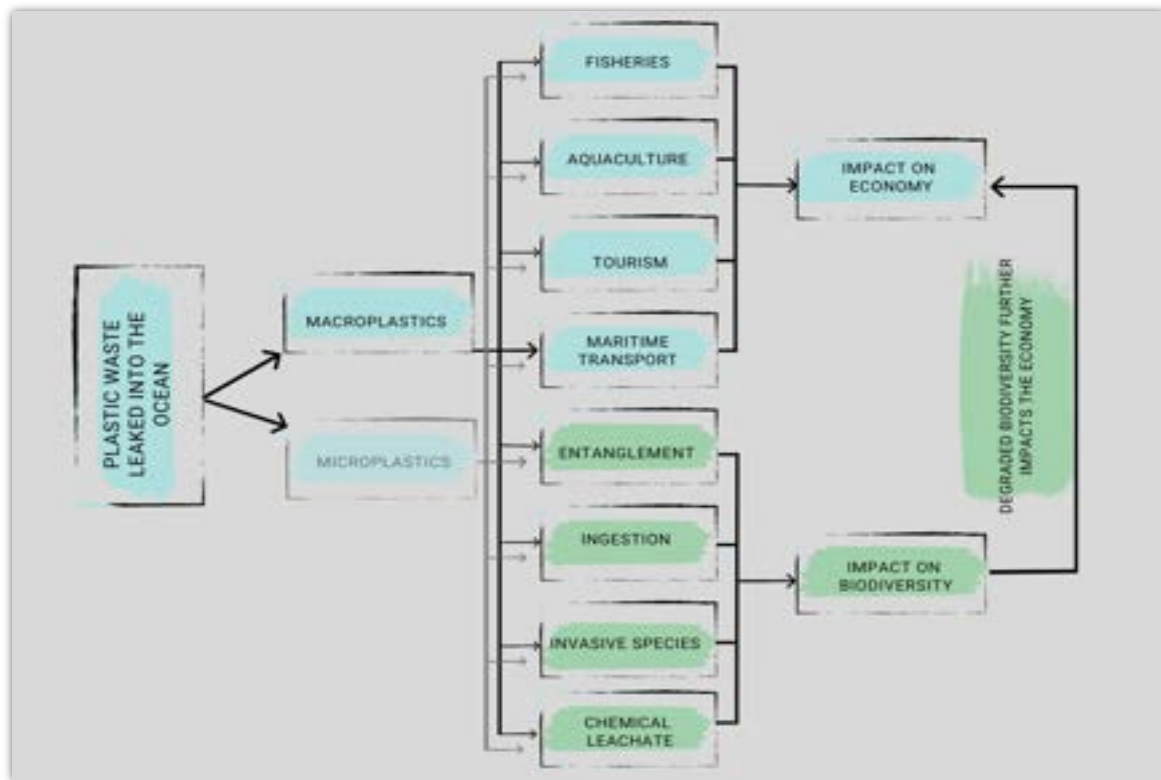 PLASTIC WASTE
LEAKED INTO THE
OCEAN
MACROPLASTICS
MICROPLASTICS
FISHERIES
AQUACULTURE
TOURISM
MARITIME
TRANSPORT
ENTANGLEMENT
INGESTION
INVASIVE SPECIES
CHEMICAL
LEACHATE
IMPACT ON
ECONOMY
IMPACT ON
BIODIVERSITY
DEGRADED BIODIVERSITY FURTHER
IMPACTS THE ECONOMY